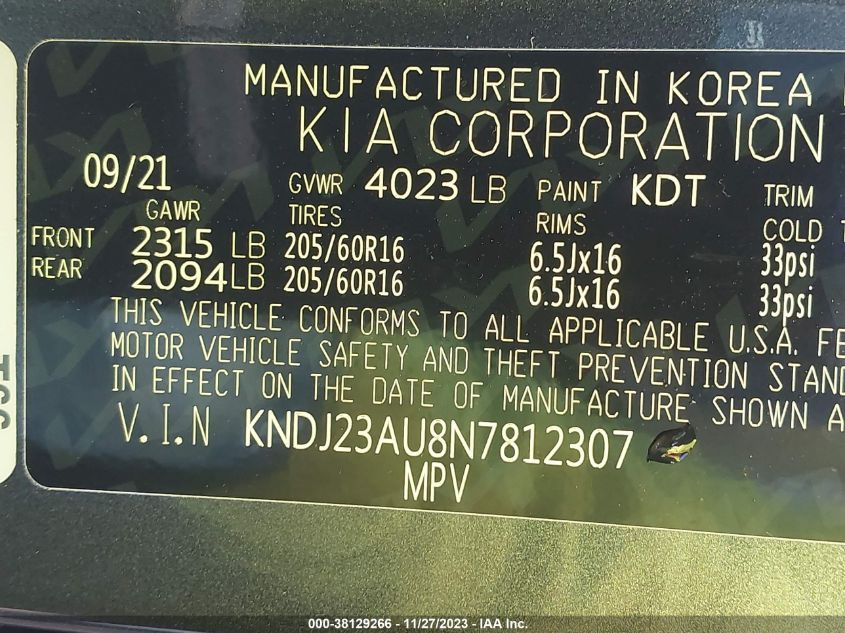 MANUFACTURED IN KOREA
KIA CORPORATION
09/21 GVWR 4023 LB PAINT KDT TRIM
GAWR TIRES RIMS COLD
FRONT 2315 LB 205/60R16 6.5Jx16 33psi
REAR 2094 LB 205/60R16 6.5Jx16 33psi
THIS VEHICLE CONFORMS TO ALL APPLICABLE U.S.A. FE
MOTOR VEHICLE SAFETY AND THEFT PREVENTION STAND
IN EFFECT ON THE DATE OF MANUFACTURE SHOWN A
V.I.N KNDJ23AU8N7812307
MPV
000-38129266 - 11/27/2023 - IAA Inc.